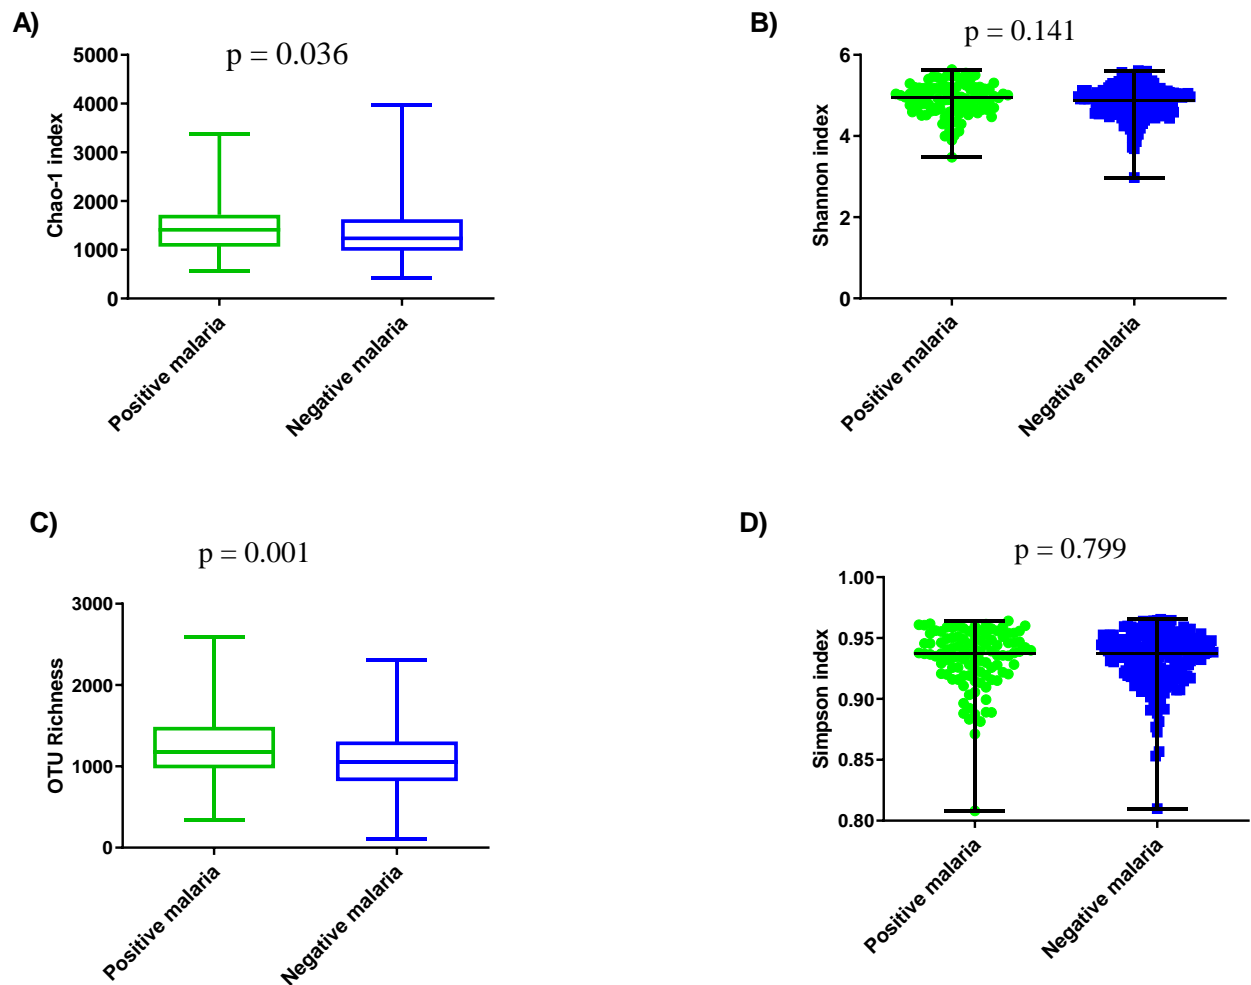 A)
p = 0.036
Chao-1 index
5000
4000
3000
2000
1000
0
Positive malaria
Negative malaria
B)
p = 0.141
Shannon index
6
4
2
0
Positive malaria
Negative malaria
C)
p = 0.001
OTU Richness
3000
2000
1000
0
Positive malaria
Negative malaria
D)
p = 0.799
Simpson index
1.00
0.95
0.90
0.85
0.80
Positive malaria
Negative malaria